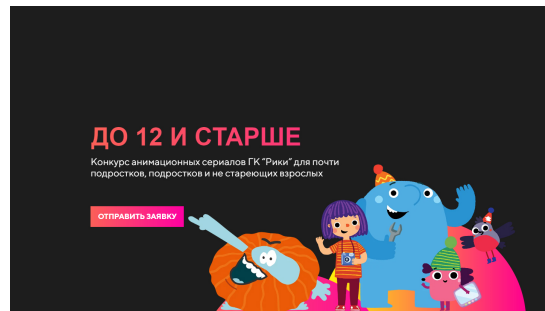 ДО 12 И СТАРШЕ
Конкурс анимационных сериалов ГК “Рики” для почти
подростков, подростков и не стареющих взрослых
ОТПРАВИТЬ ЗАЯВКУ